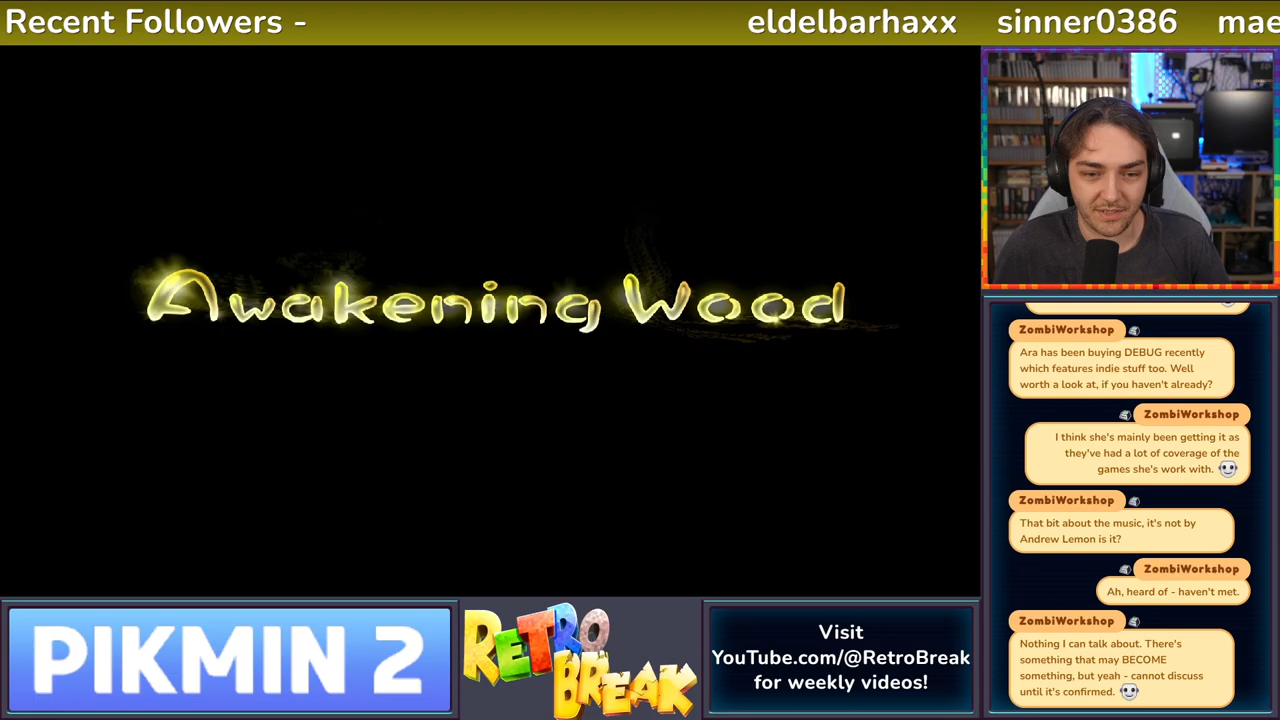 Recent Followers -
eldelbarhaxx sinner0386 mae
Awakening Wood
ZombiWorkshop
Ara has been buying DEBUG recently
which features indie stuff too. Well
worth a look at, if you haven't already?
ZombiWorkshop
I think she's mainly been getting it as
they've had a lot of coverage of the
games she's work with.
ZombiWorkshop
That bit about the music, it's not by
Andrew Lemon is it?
ZombiWorkshop
Ah, heard of - haven't met.
ZombiWorkshop
Nothing I can talk about. There's
something that may BECOME
something, but yeah - cannot discuss
until it's confirmed.
PIKMIN 2
RETRO
BREAK
Visit
YouTube.com/@RetroBreak
for weekly videos!